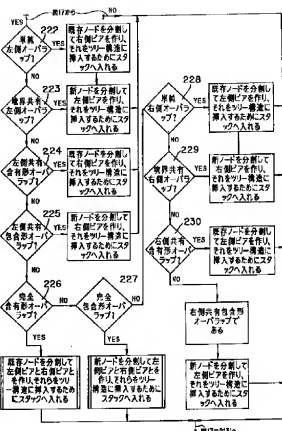 図17から
NO
222
単純
左側オーバラ
ップ?
YES
既存ノードを分割して
右側ピアを作り、
それをツリー構造に
挿入するためにスタ
ックへ入れる
NO
223
境界共有
左側オーバラ
ップ?
YES
新ノードを分割して
左側ピアを作り、
それをツリー構造
に挿入するためにス
タックへ入れる
NO
224
左側共有
含有形オーバ
ラップ?
YES
既存ノードを分割し
て右側ピアを作り、
それをツリー構造に
挿入するためにスタ
ックへ入れる
NO
225
左側共有
包含形オーバ
ラップ?
YES
新ノードを分割して
右側ピアを作り、そ
れをツリー構造に挿
入するためにスタッ
クへ入れる
NO
226
完全
含有形オーバ
ラップ?
NO
227
完全
包含形オーバ
ラップ?
NO
YES
既存ノードを分割して
左側ピアと右側ピアと
を作り、それらをツリ
ー構造に挿入するために
スタックへ入れる
YES
新ノードを分割して左
側ピアと右側ピアとを
作り、それらをツリー
構造に挿入するために
スタックへ入れる
228
単純
右側オーバ
ラップ?
YES
既存ノードを分割し
て左側ピアを作り、
それをツリー構造に
挿入するためにスタ
ックへ入れる
NO
229
境界共有
右側オーバ
ラップ?
YES
新ノードを分割して
右側ピアを作り、そ
れをツリー構造に挿
入するためにスタッ
クへ入れる
NO
230
右側共有
含有形オーバ
ラップ?
YES
既存ノードを分割し
て左側ピアを作り、
それをツリー構造に
挿入するためにスタ
ックへ入れる
NO
右側共有包含形
オーバラップで
ある
新ノードを分割して
左側ピアを作り、そ
れをツリー構造に挿
入するためにスタッ
クへ入れる